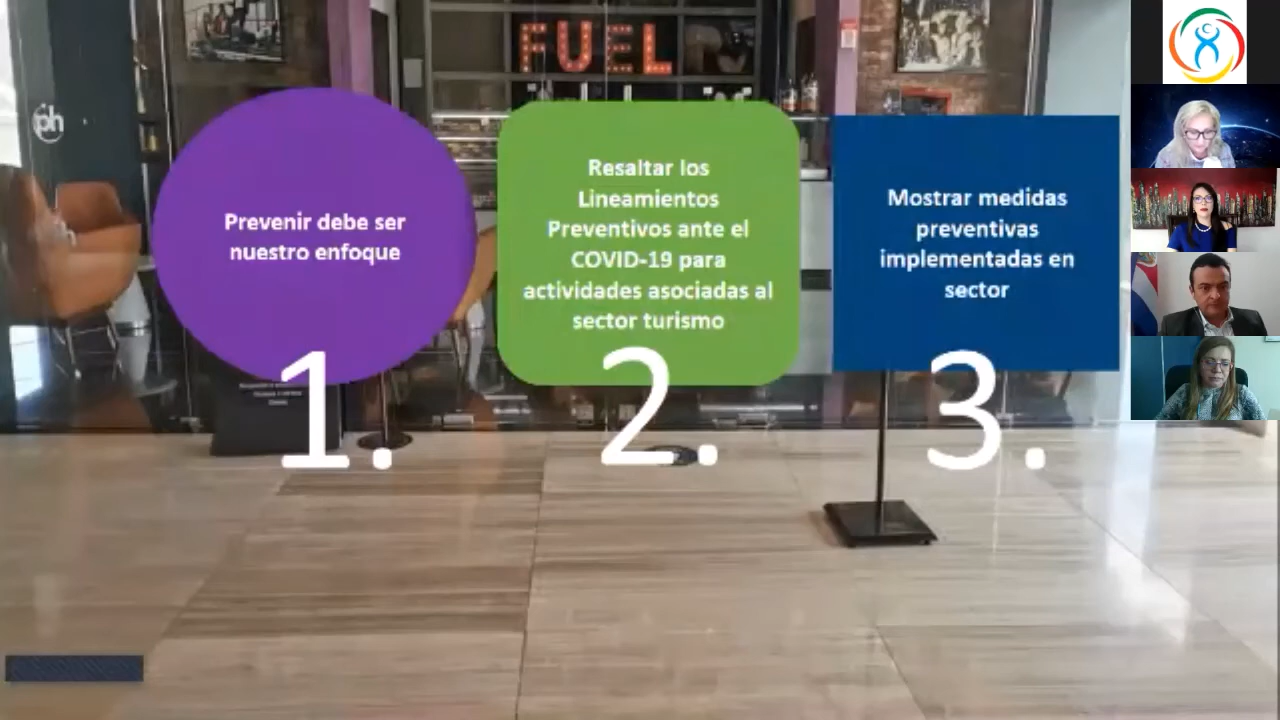 FUEL
ph
Prevenir debe ser
nuestro enfoque
1.
Resaltar los
Lineamientos
Preventivos ante el
COVID-19 para
actividades asociadas al
sector turismo
2.
Mostrar medidas
preventivas
implementadas en
sector
3.